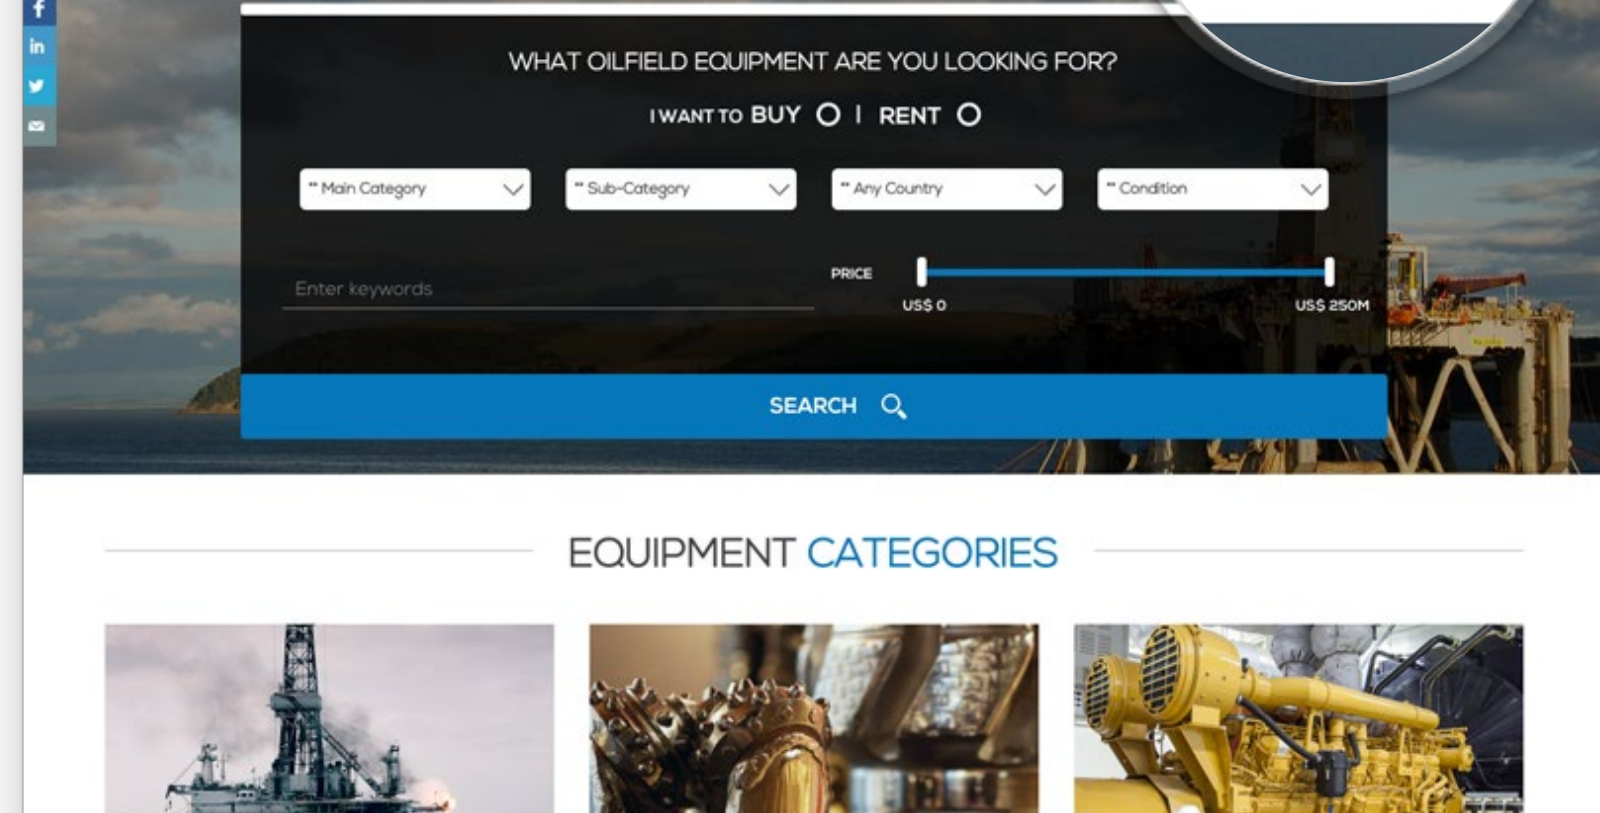 f
in
WHAT OILFIELD EQUIPMENT ARE YOU LOOKING FOR?
I WANT TO BUY | RENT
** Main Category
** Sub-Category
** Any Country
** Condition
Enter keywords
PRICE
US$ 0
US$ 250M
SEARCH
EQUIPMENT CATEGORIES